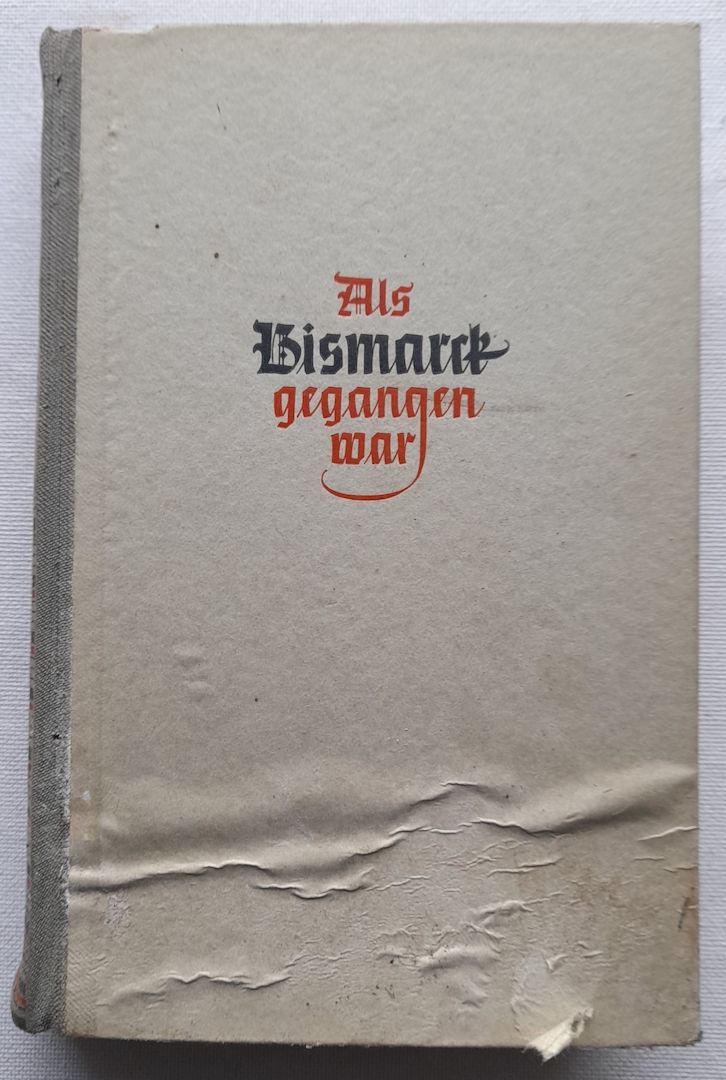 Als
Bismarck
gegangen
war